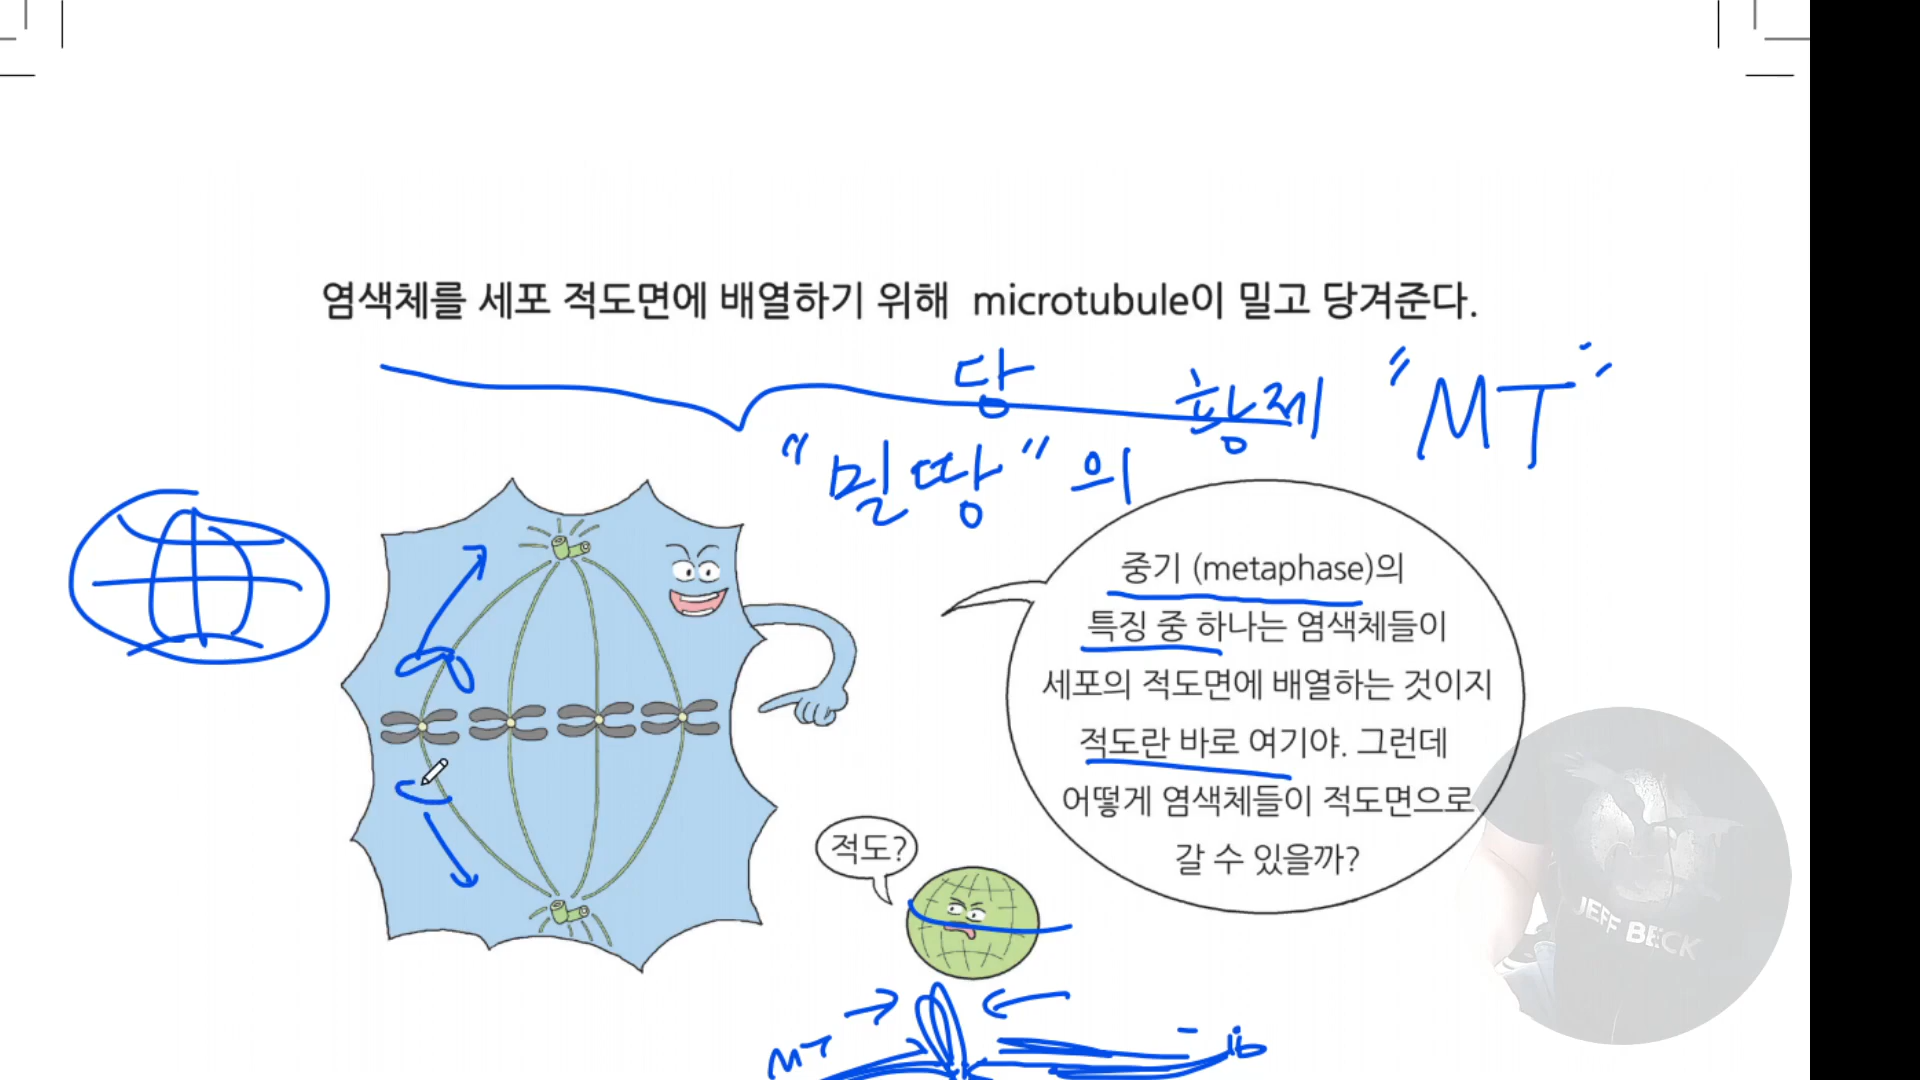 염색체를 세포 적도면에 배열하기 위해 microtubule이 밀고 당겨준다.
당
황제 "MT"
"밀땅"의
중기 (metaphase)의
특징 중 하나는 염색체들이
세포의 적도면에 배열하는 것이지
적도란 바로 여기야. 그런데
어떻게 염색체들이 적도면으로
갈 수 있을까?
적도?
MT
JEFF BECK